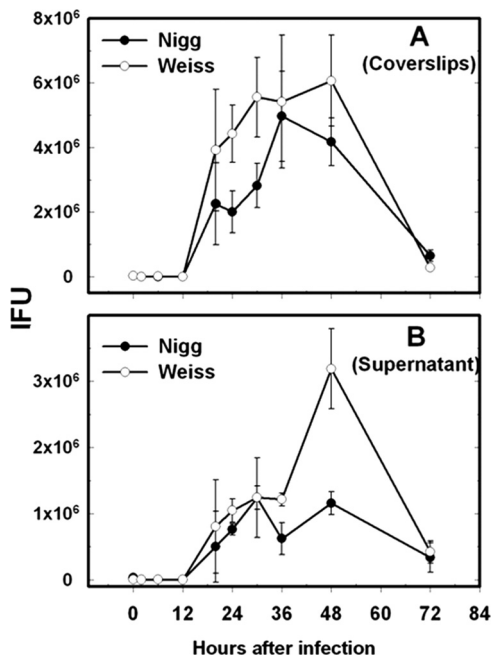 8x10⁶
6x10⁶
4x10⁶
2x10⁶
0
Nigg
Weiss
A
(Coverslips)
IFU
3x10⁶
2x10⁶
1x10⁶
0
Nigg
Weiss
B
(Supernatant)
0 12 24 36 48 60 72 84
Hours after infection